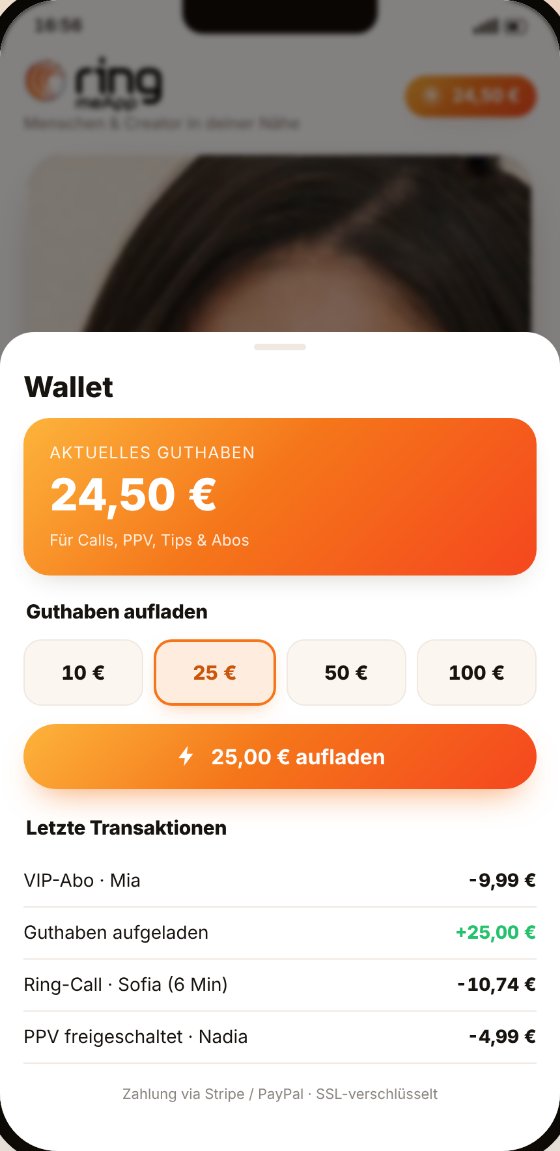 16:56
ring
meApp
24,50 €
Menschen & Creator in deiner Nähe
Wallet
AKTUELLES GUTHABEN
24,50 €
Für Calls, PPV, Tips & Abos
Guthaben aufladen
10 € 25 € 50 € 100 €
25,00 € aufladen
Letzte Transaktionen
VIP-Abo · Mia -9,99 €
Guthaben aufgeladen +25,00 €
Ring-Call · Sofia (6 Min) -10,74 €
PPV freigeschaltet · Nadia -4,99 €
Zahlung via Stripe / PayPal · SSL-verschlüsselt